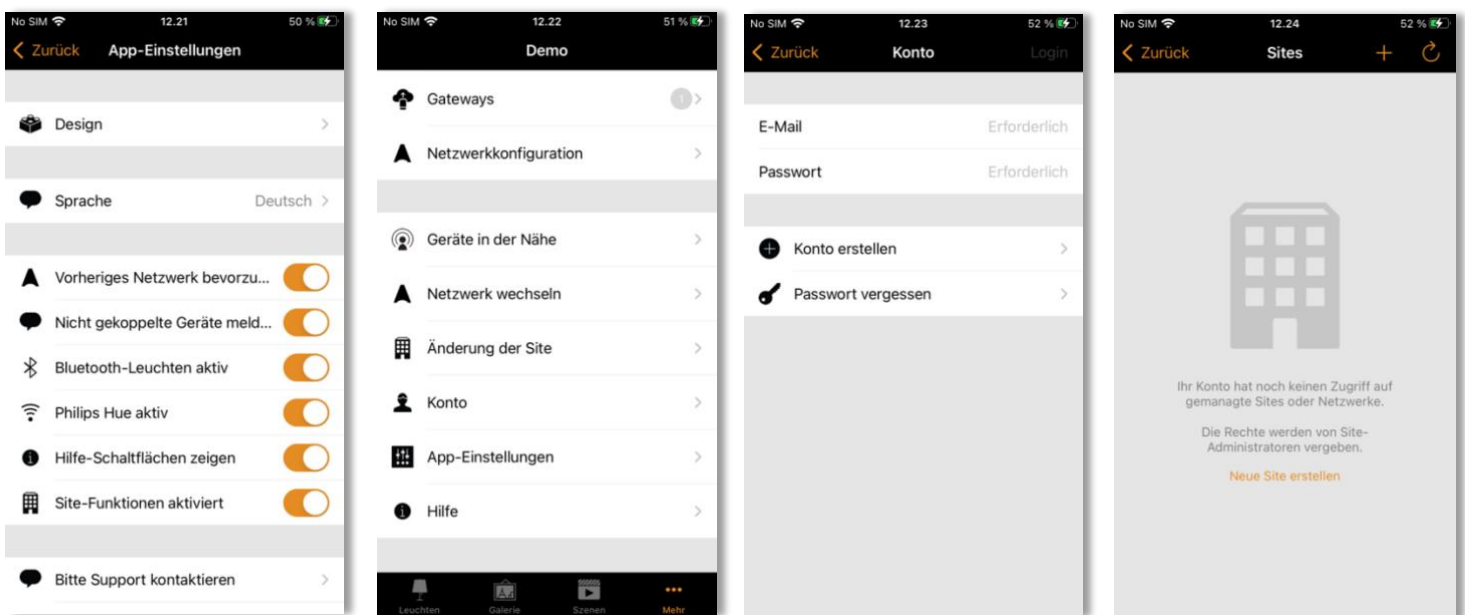 No SIM 12.21 50 %
Zurück App-Einstellungen
Design
Sprache Deutsch
Vorheriges Netzwerk bevorzu...
Nicht gekoppelte Geräte meld...
Bluetooth-Leuchten aktiv
Philips Hue aktiv
Hilfe-Schaltflächen zeigen
Site-Funktionen aktiviert
Bitte Support kontaktieren
No SIM 12.22 51 %
Demo
Gateways 1
Netzwerkkonfiguration
Geräte in der Nähe
Netzwerk wechseln
Änderung der Site
Konto
App-Einstellungen
Hilfe
Leuchten Galerie Szenen Mehr
No SIM 12.23 52 %
Zurück Konto Login
E-Mail Erforderlich
Passwort Erforderlich
Konto erstellen
Passwort vergessen
No SIM 12.24 52 %
Zurück Sites
Ihr Konto hat noch keinen Zugriff auf
gemanagte Sites oder Netzwerke.
Die Rechte werden von Site-
Administratoren vergeben.
Neue Site erstellen